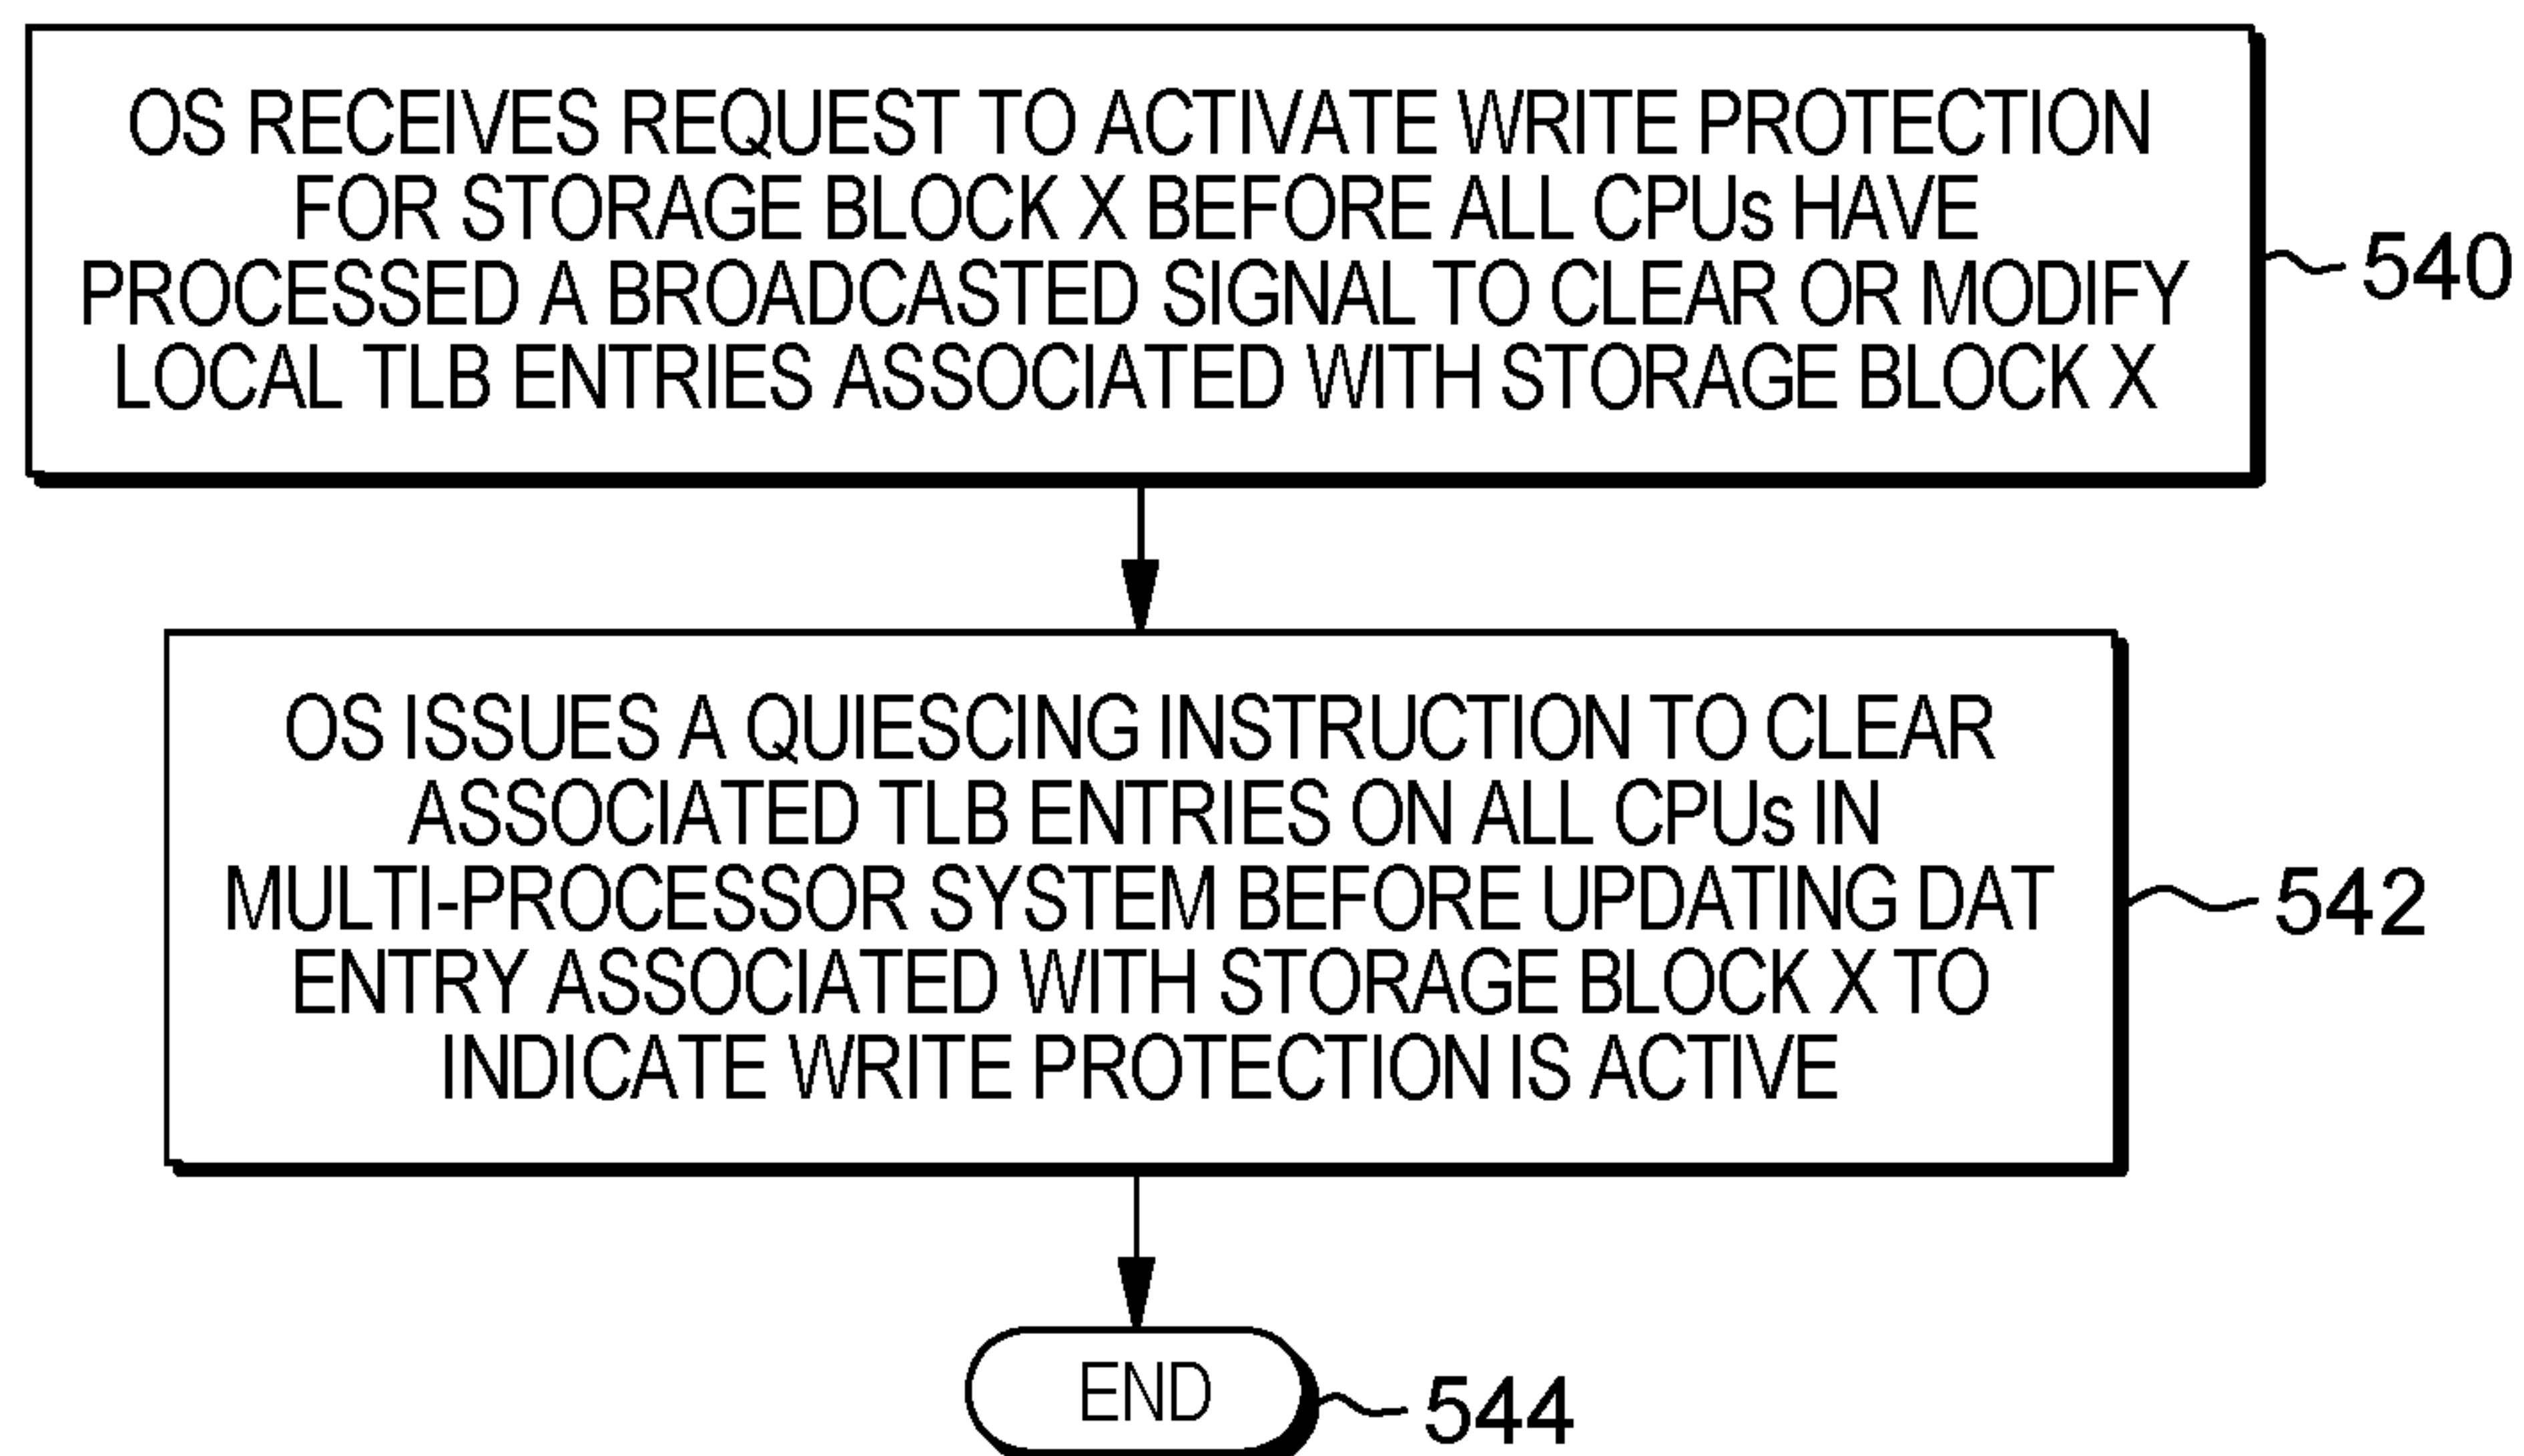 OS RECEIVES REQUEST TO ACTIVATE WRITE PROTECTION
FOR STORAGE BLOCK X BEFORE ALL CPUs HAVE
PROCESSED A BROADCASTED SIGNAL TO CLEAR OR MODIFY
LOCAL TLB ENTRIES ASSOCIATED WITH STORAGE BLOCK X
540
OS ISSUES A QUIESCING INSTRUCTION TO CLEAR
ASSOCIATED TLB ENTRIES ON ALL CPUs IN
MULTI-PROCESSOR SYSTEM BEFORE UPDATING DAT
ENTRY ASSOCIATED WITH STORAGE BLOCK X TO
INDICATE WRITE PROTECTION IS ACTIVE
542
END
544